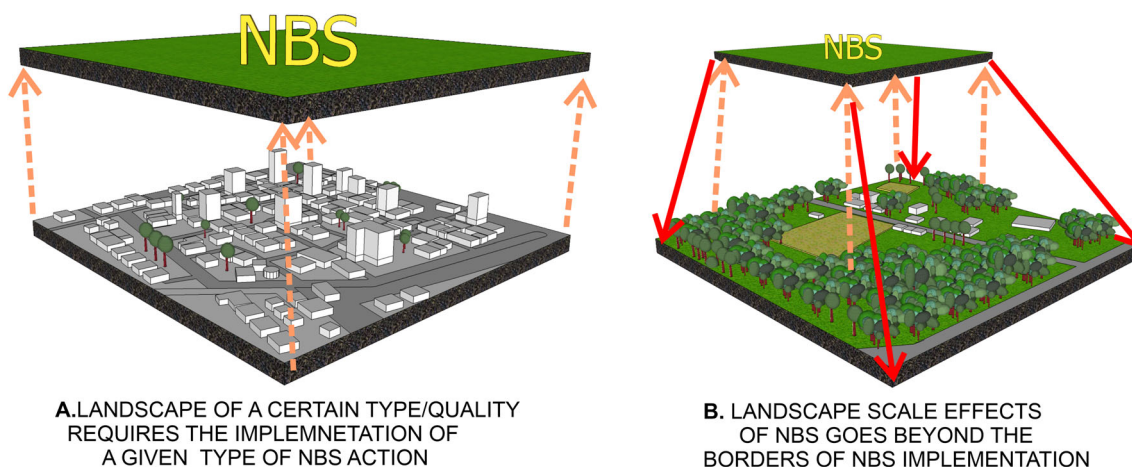 NBS
A.LANDSCAPE OF A CERTAIN TYPE/QUALITY
REQUIRES THE IMPLEMNETATION OF
A GIVEN TYPE OF NBS ACTION
NBS
B. LANDSCAPE SCALE EFFECTS
OF NBS GOES BEYOND THE
BORDERS OF NBS IMPLEMENTATION